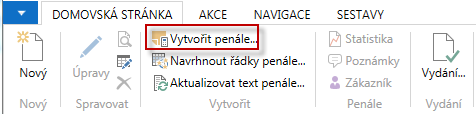 DOMOVSKÁ STRÁNKA AKCE NAVIGACE SESTAVY
Nový
Úpravy
Vytvořit penále...
Navrhnout řádky penále...
Aktualizovat text penále...
Statistika
Poznámky
Zákazník
Vydání...
Nový Spravovat Vytvořit Penále Vydání